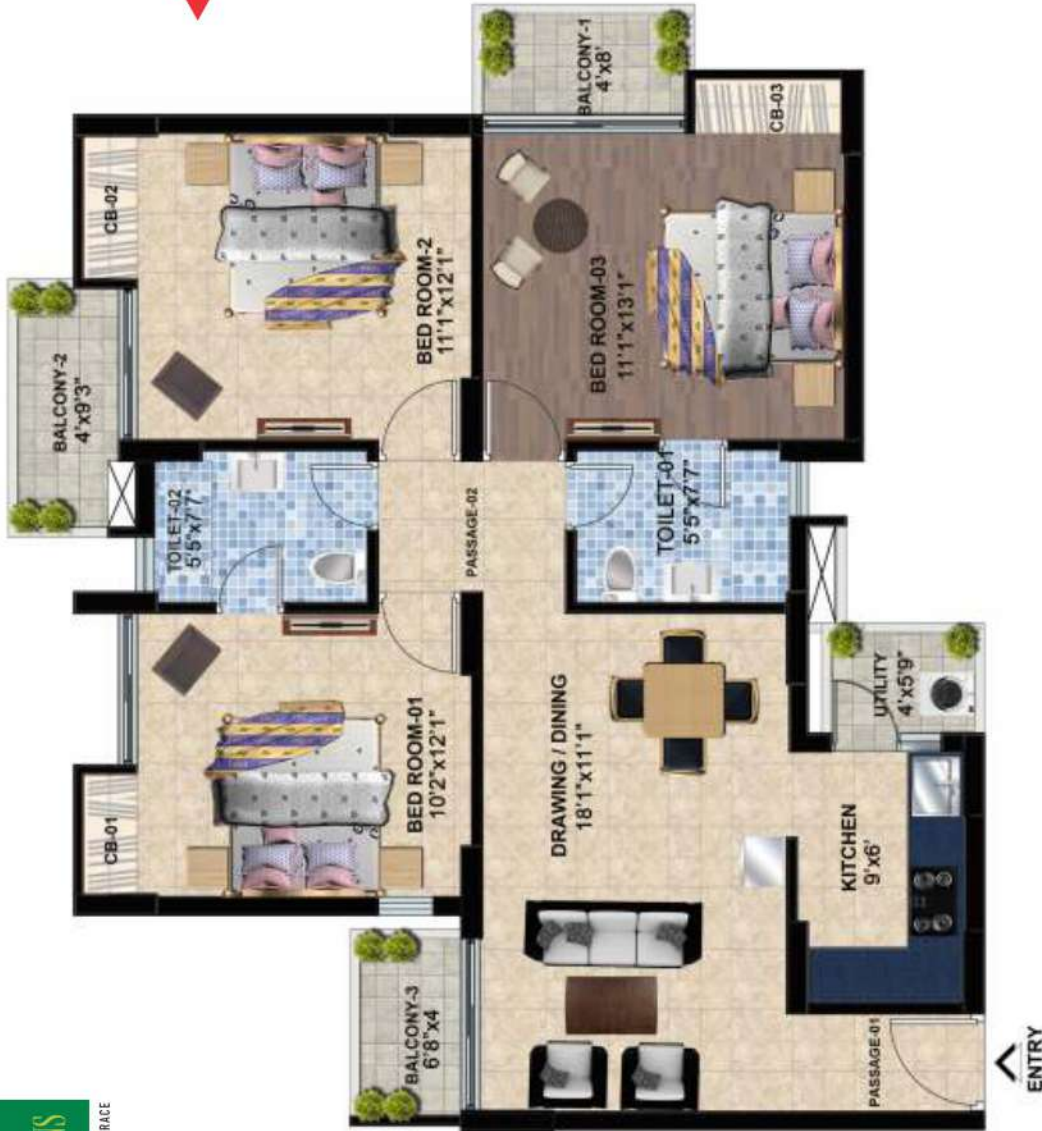 BALCONY-1
4'x8'
CB-03
CB-02
BALCONY-2
4'x9'3"
BED ROOM-2
11'1"x12'1"
BED ROOM-03
11'1"x13'1"
TOILET-02
5'5"x7'7"
PASSAGE-02
TOILET-01
5'5"x7'7"
CB-01
BED ROOM-01
10'2"x12'1"
DRAWING / DINING
18'1"x11'1"
UTILITY
4'x5'9"
KITCHEN
9'x6'
BALCONY-3
6'8"x4
PASSAGE-01
ENTRY